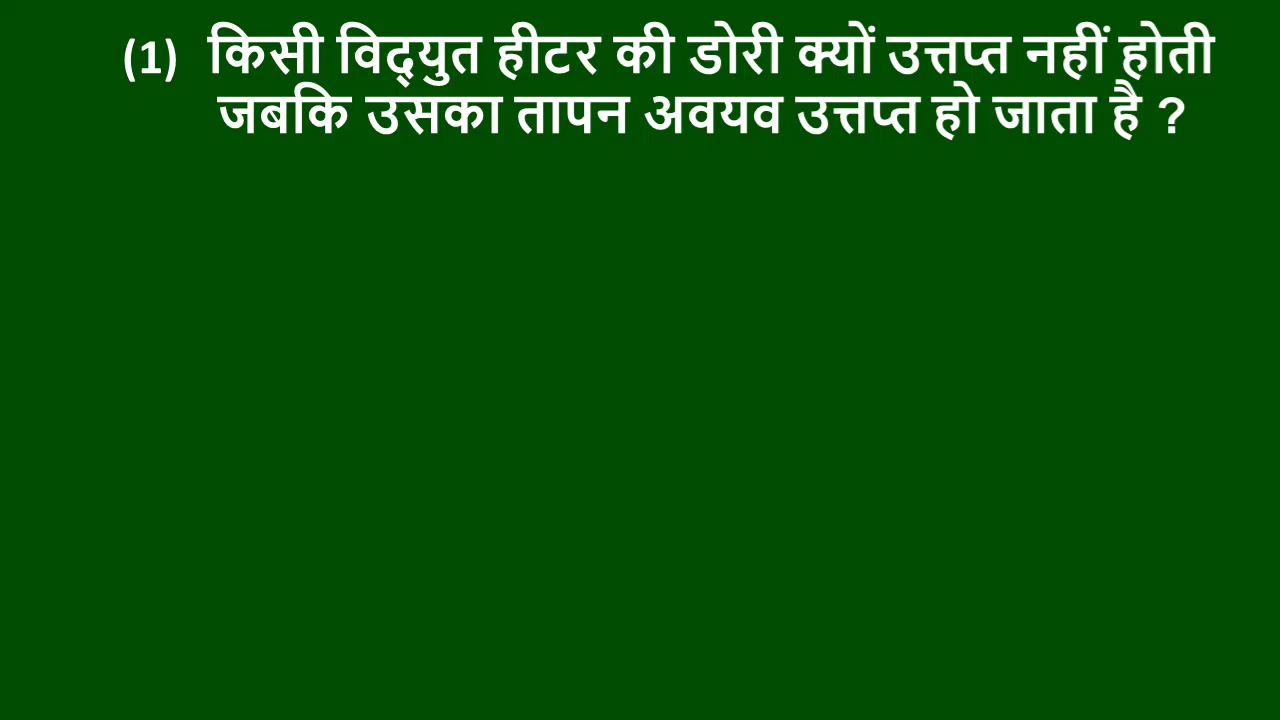 (1) किसी विद्युत हीटर की डोरी क्यों उत्तप्त नहीं होती
जबकि उसका तापन अवयव उत्तप्त हो जाता है ?